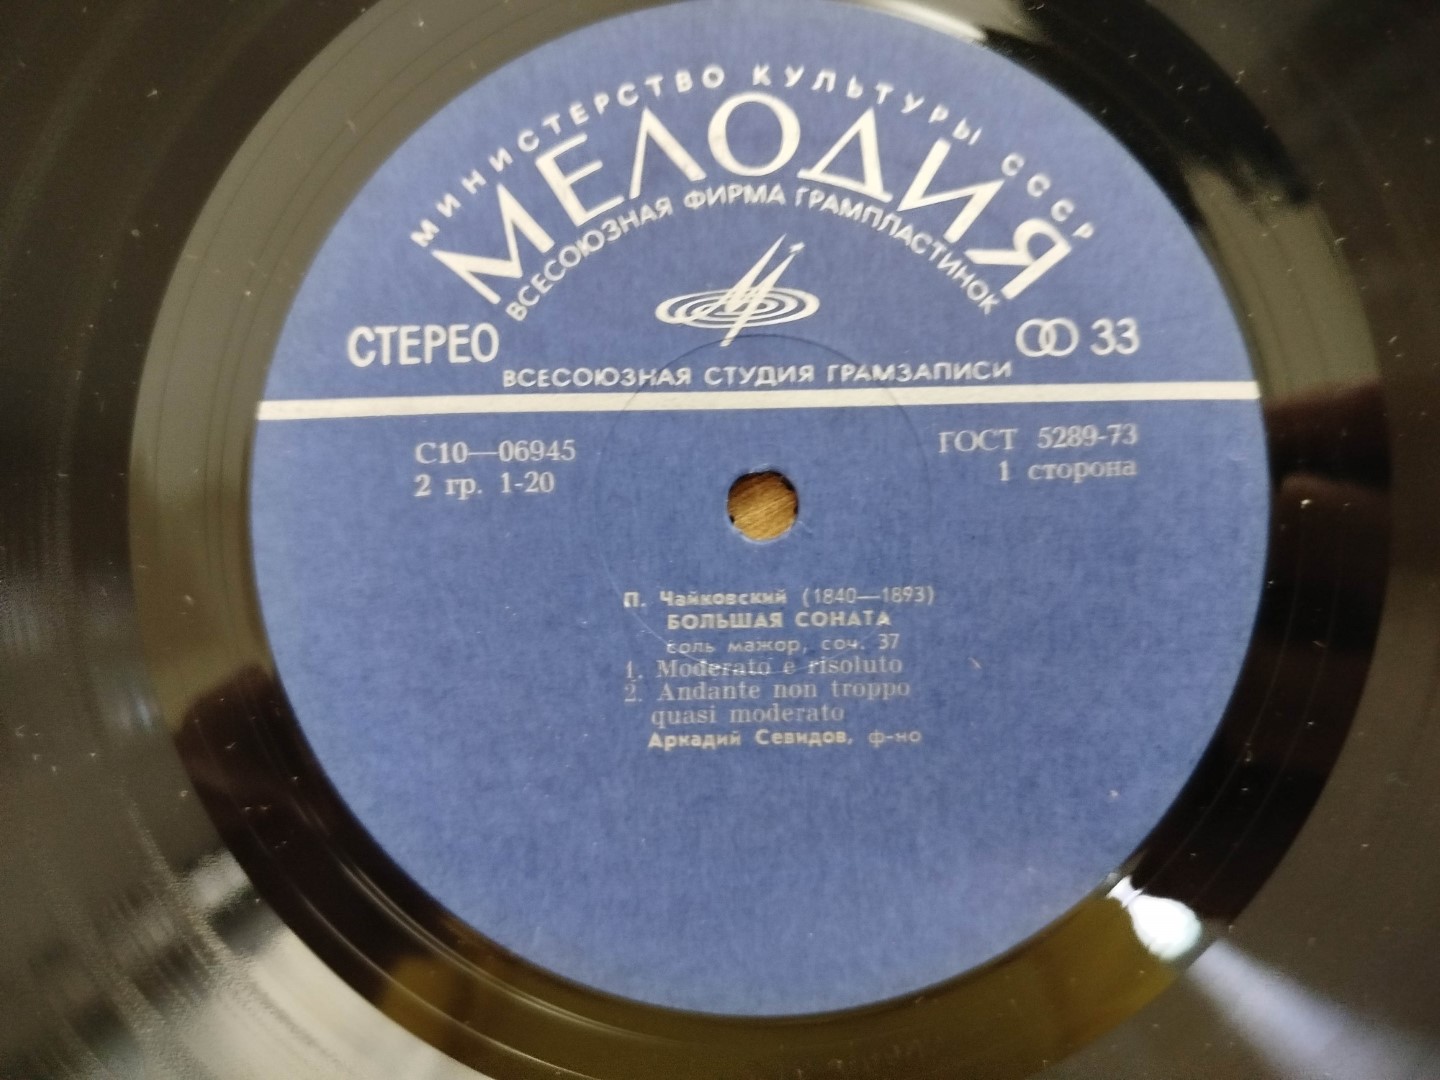 МИНИСТЕРСТВО КУЛЬТУРЫ СССР
МЕЛОДИЯ
ВСЕСОЮЗНАЯ ФИРМА ГРАМПЛАСТИНОК
СТЕРЕО
33
ВСЕСОЮЗНАЯ СТУДИЯ ГРАМЗАПИСИ
С10—06945
ГОСТ 5289-73
2 гр. 1-20
1 сторона
П. Чайковский (1840—1893)
БОЛЬШАЯ СОНАТА
соль мажор, соч. 37
1. Moderato e risoluto
2. Andante non troppo
quasi moderato
Аркадий Севидов, ф-но